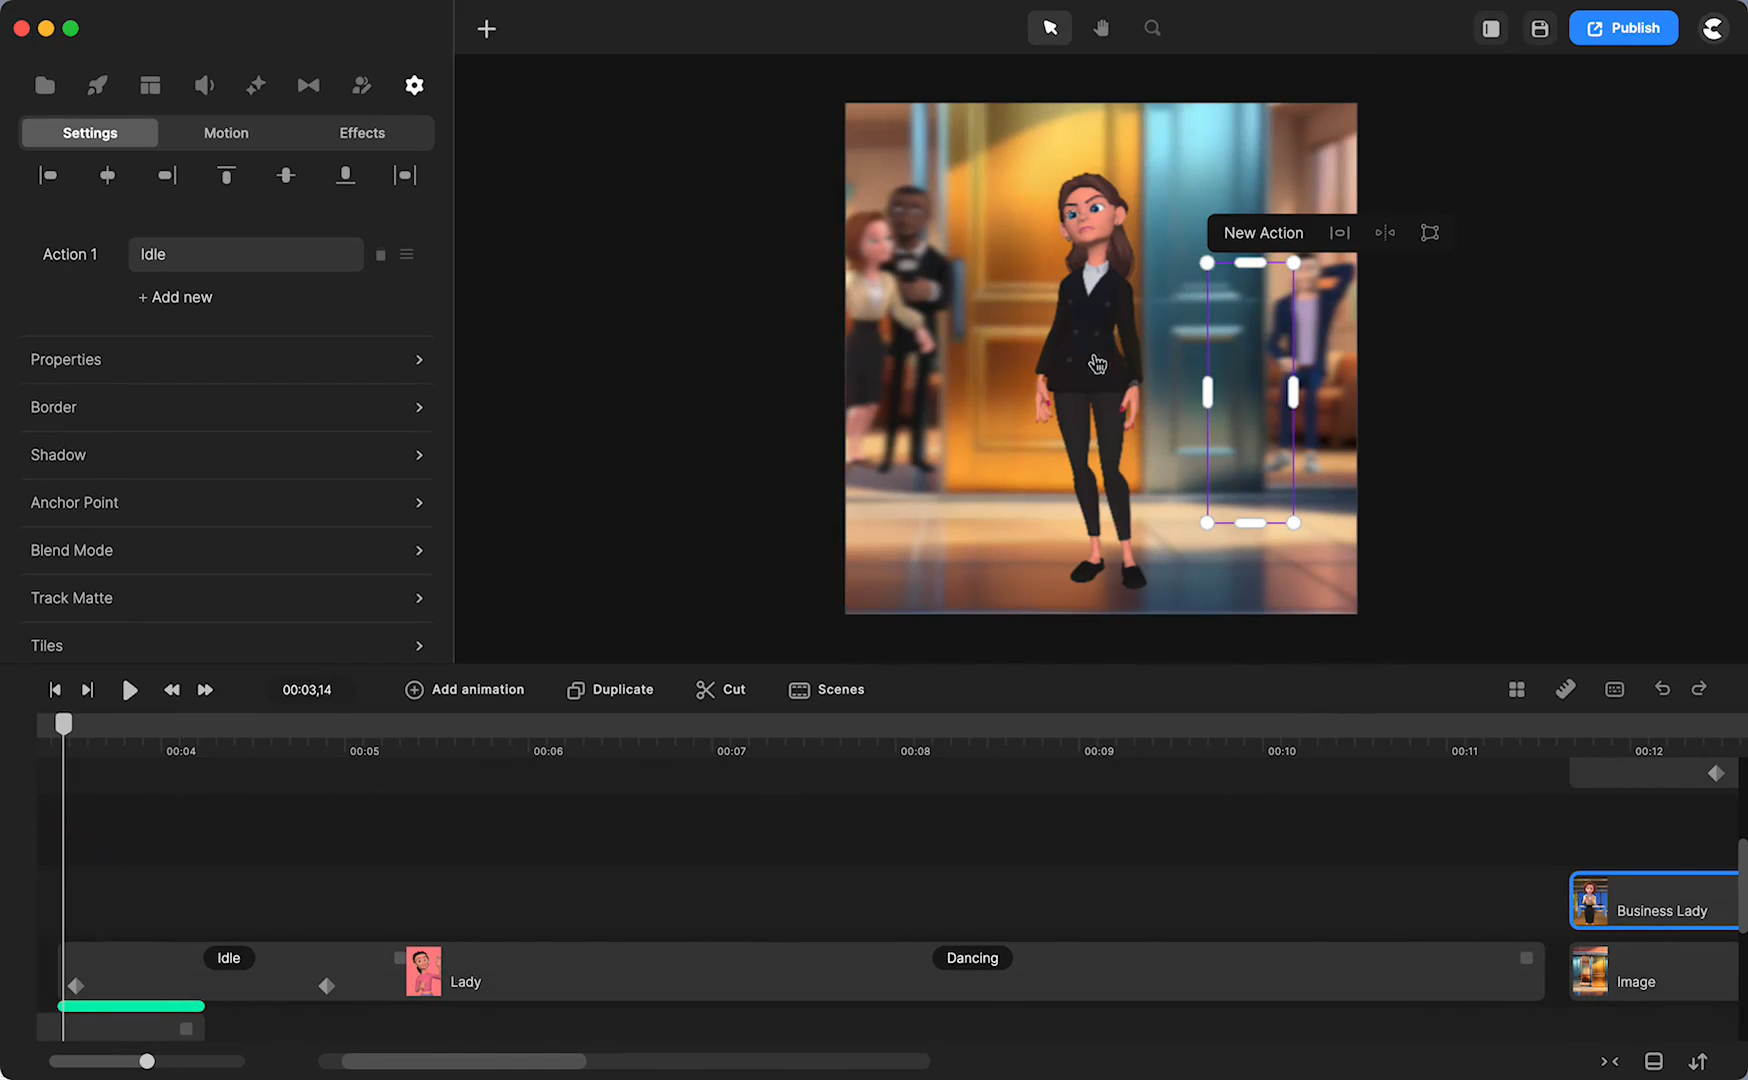 Publish
Settings
Motion
Effects
Action 1
Idle
+ Add new
New Action
Properties
Border
Shadow
Anchor Point
Blend Mode
Track Matte
Tiles
00:03,14
Add animation
Duplicate
Cut
Scenes
00:04
00:05
00:06
00:07
00:08
00:09
00:10
00:11
00:12
Business Lady
Idle
Dancing
Lady
Image